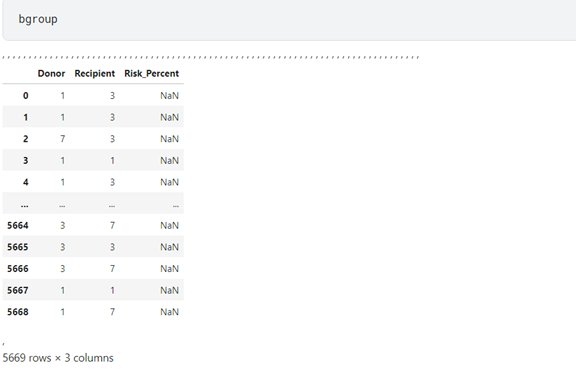 bgroup
, , , , , , , , , , , , , , , , , , , , , , , , , , , , , , , , , , , , , , , , , , , , , , , , , , , , , , , , , , , , , , , , , , , , , , , , , , , , , , , ,
Donor Recipient Risk_Percent
0 1 3 NaN
1 1 3 NaN
2 7 3 NaN
3 1 1 NaN
4 1 3 NaN
... ... ... ...
5664 3 7 NaN
5665 3 3 NaN
5666 3 7 NaN
5667 1 1 NaN
5668 1 7 NaN
,
5669 rows × 3 columns